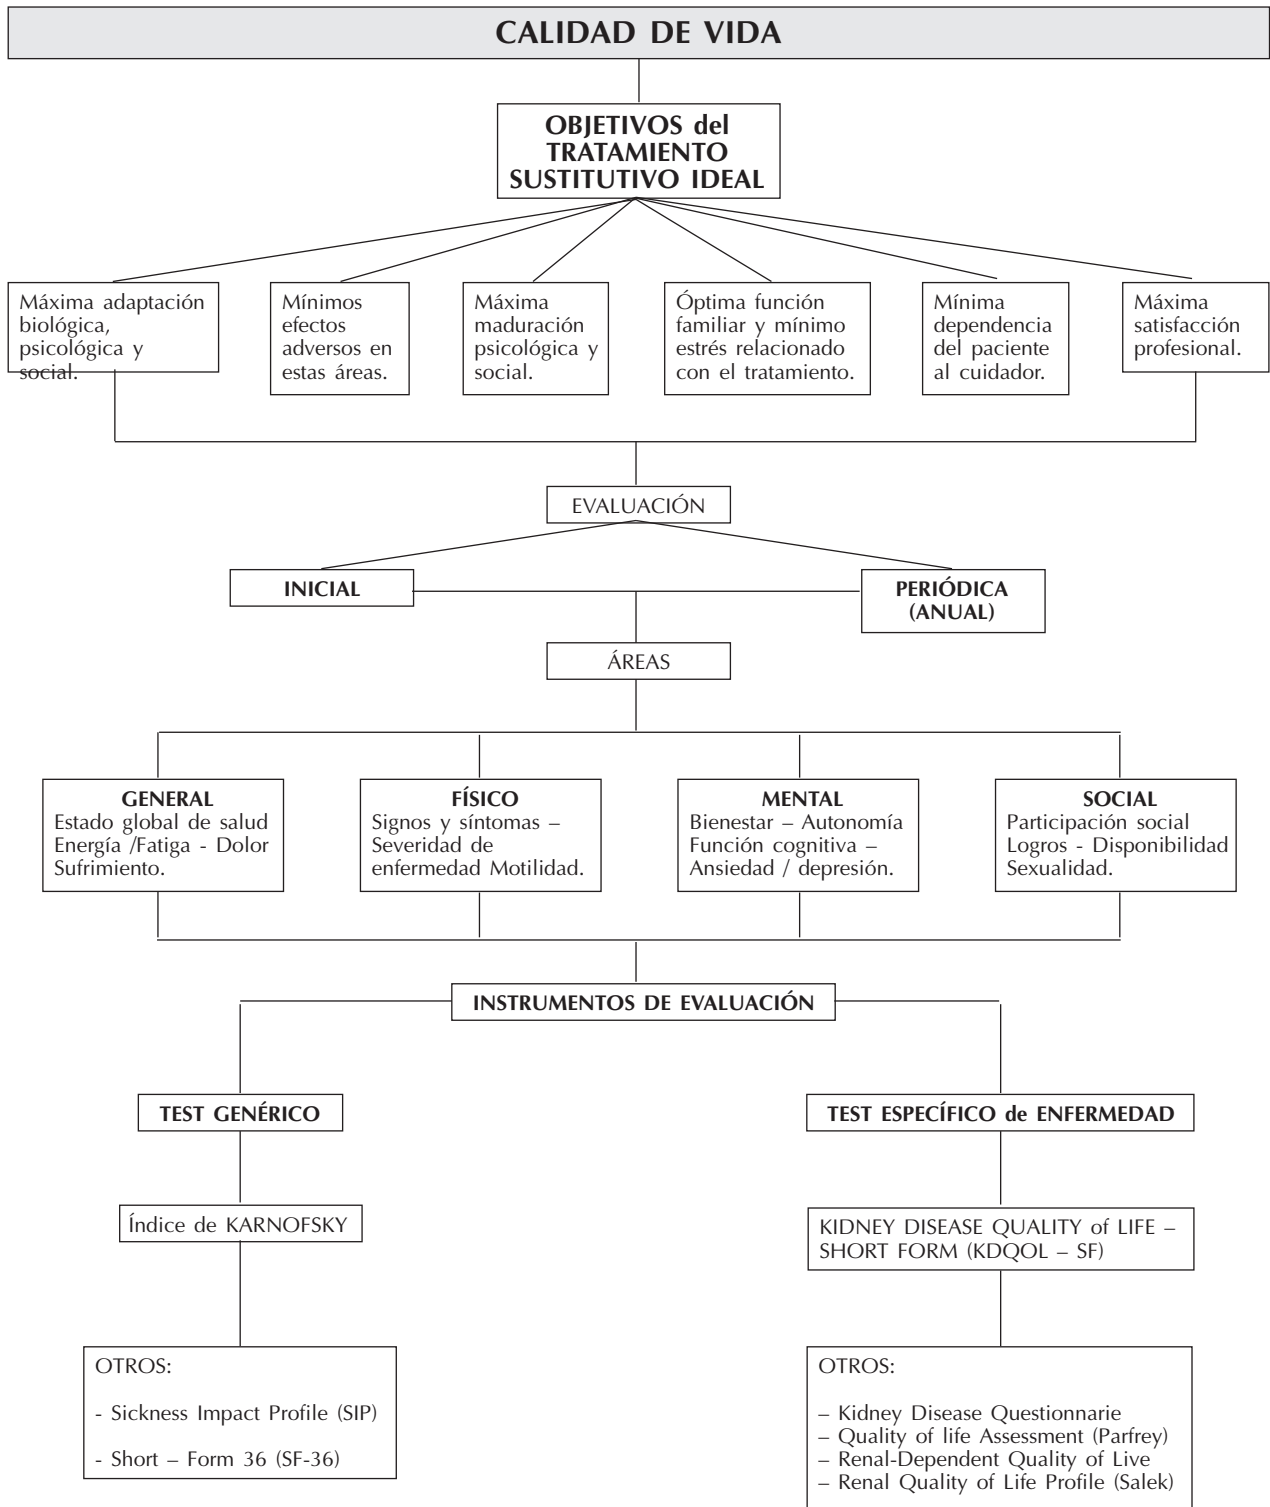 CALIDAD DE VIDA
OBJETIVOS del
TRATAMIENTO
SUSTITUTIVO IDEAL
Máxima adaptación
biológica,
psicológica y
social.
Mínimos
efectos
adversos en
estas áreas.
Máxima
maduración
psicológica y
social.
Óptima función
familiar y mínimo
estrés relacionado
con el tratamiento.
Mínima
dependencia
del paciente
al cuidador.
Máxima
satisfacción
profesional.
EVALUACIÓN
INICIAL
PERIÓDICA
(ANUAL)
ÁREAS
GENERAL
Estado global de salud
Energía /Fatiga - Dolor
Sufrimiento.
FÍSICO
Signos y síntomas –
Severidad de
enfermedad Motilidad.
MENTAL
Bienestar – Autonomía
Función cognitiva –
Ansiedad / depresión.
SOCIAL
Participación social
Logros - Disponibilidad
Sexualidad.
INSTRUMENTOS DE EVALUACIÓN
TEST GENÉRICO
TEST ESPECÍFICO de ENFERMEDAD
Índice de KARNOFSKY
KIDNEY DISEASE QUALITY of LIFE –
SHORT FORM (KDQOL – SF)
OTROS:
- Sickness Impact Profile (SIP)
- Short – Form 36 (SF-36)
OTROS:
– Kidney Disease Questionnarie
– Quality of life Assessment (Parfrey)
– Renal-Dependent Quality of Live
– Renal Quality of Life Profile (Salek)